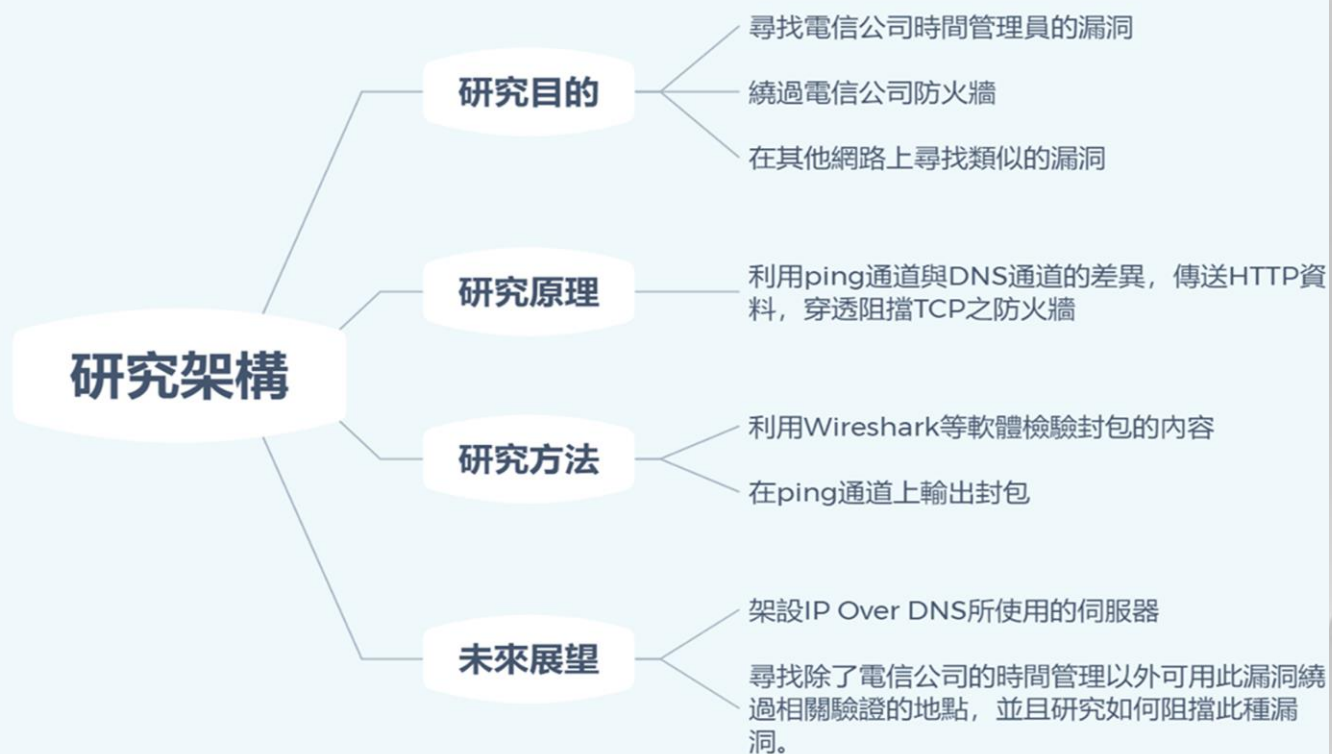 研究架構
研究目的
尋找電信公司時間管理員的漏洞
繞過電信公司防火牆
在其他網路上尋找類似的漏洞
研究原理
利用ping通道與DNS通道的差異，傳送HTTP資
料，穿透阻擋TCP之防火牆
研究方法
利用Wireshark等軟體檢驗封包的內容
在ping通道上輸出封包
未來展望
架設IP Over DNS所使用的伺服器
尋找除了電信公司的時間管理以外可用此漏洞繞
過相關驗證的地點，並且研究如何阻擋此種漏
洞。